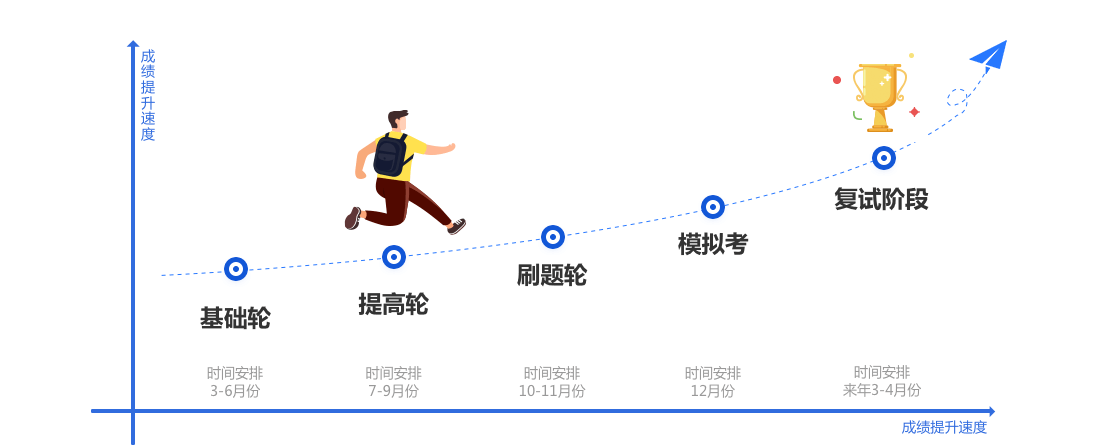 成绩提升速度
基础轮
提高轮
刷题轮
模拟考
复试阶段
时间安排
3-6月份
时间安排
7-9月份
时间安排
10-11月份
时间安排
12月份
时间安排
来年3-4月份
成绩提升速度